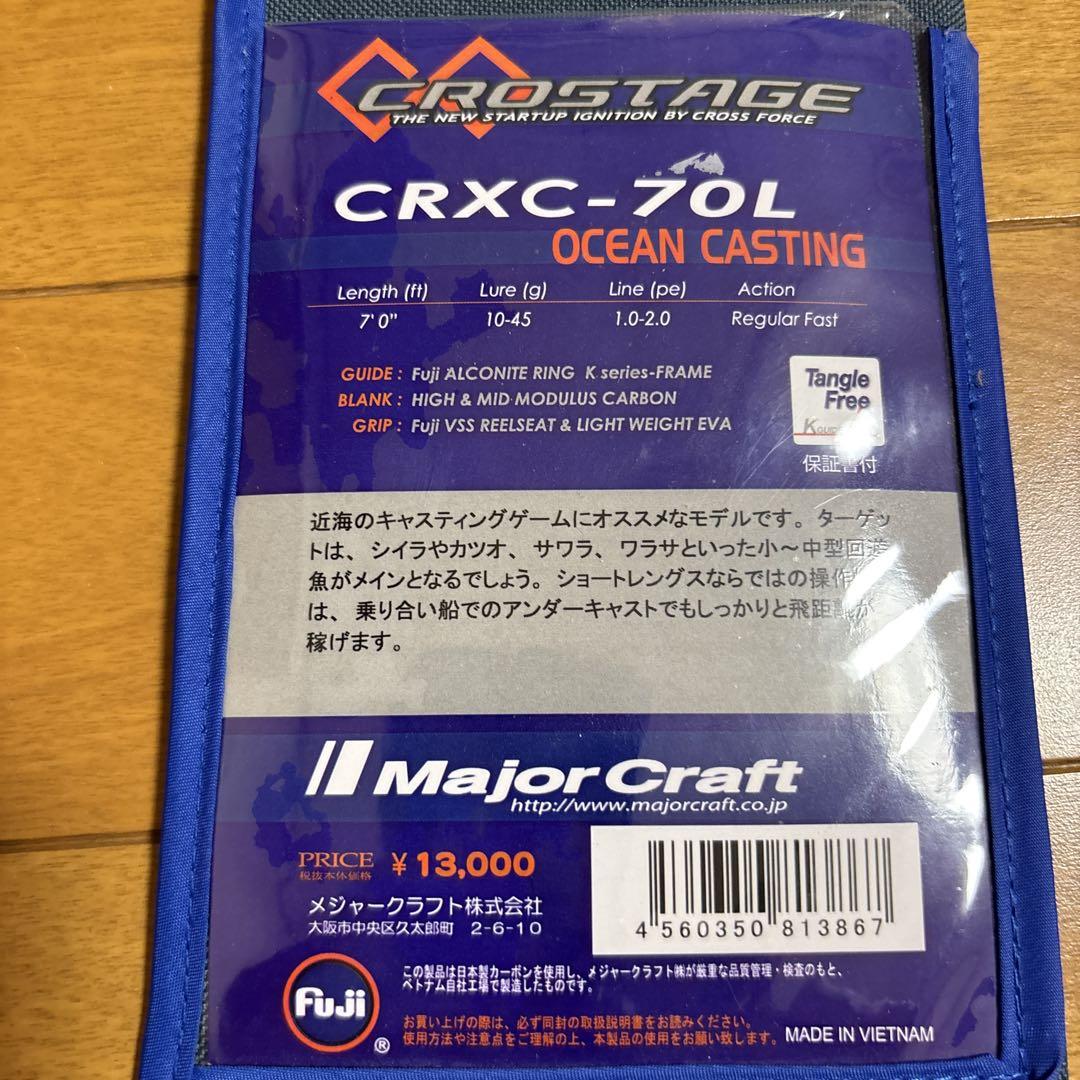 CROSTAGE
THE NEW STARTUP IGNITION BY CROSS FORCE
CRXC-70L
OCEAN CASTING
Length (ft) Lure (g) Line (pe) Action
7'0" 10-45 1.0-2.0 Regular Fast
GUIDE : Fuji ALCONITE RING K series-FRAME
BLANK : HIGH & MID MODULUS CARBON
GRIP : Fuji VSS REELSEAT & LIGHT WEIGHT EVA
Tangle
Free
K GUIDE
保証書付
近海のキャスティングゲームにオススメなモデルです。ターゲッ
トは、シイラやカツオ、サワラ、ワラサといった小～中型回遊
魚がメインとなるでしょう。ショートレングスならではの操作
は、乗り合い船でのアンダーキャストでもしっかりと飛距離が
稼げます。
Major Craft
http://www.majorcraft.co.jp
PRICE ¥13,000
税抜本体価格
メジャークラフト株式会社
大阪市中央区久太郎町 2-6-10
4 560350 813867
この製品は日本製カーボンを使用し、メジャークラフト㈱が厳重な品質管理・検査のもと、
ベトナム自社工場で製造したものです。
Fuji
®
お買い上げの際は、必ず同封の取扱説明書をお読みください。
使用方法や注意点をご理解の上、本製品の使用をお願い致します。 MADE IN VIETNAM